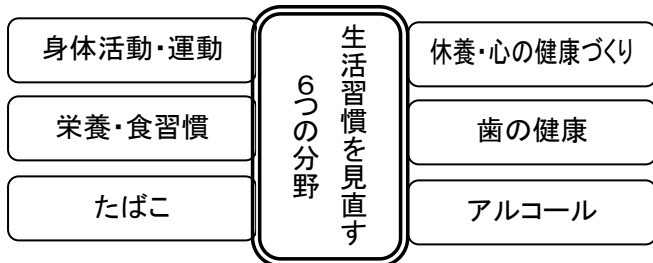 身体活動・運動
栄養・食習慣
たばこ
生活習慣を見直す
６つの分野
休養・心の健康づくり
歯の健康
アルコール